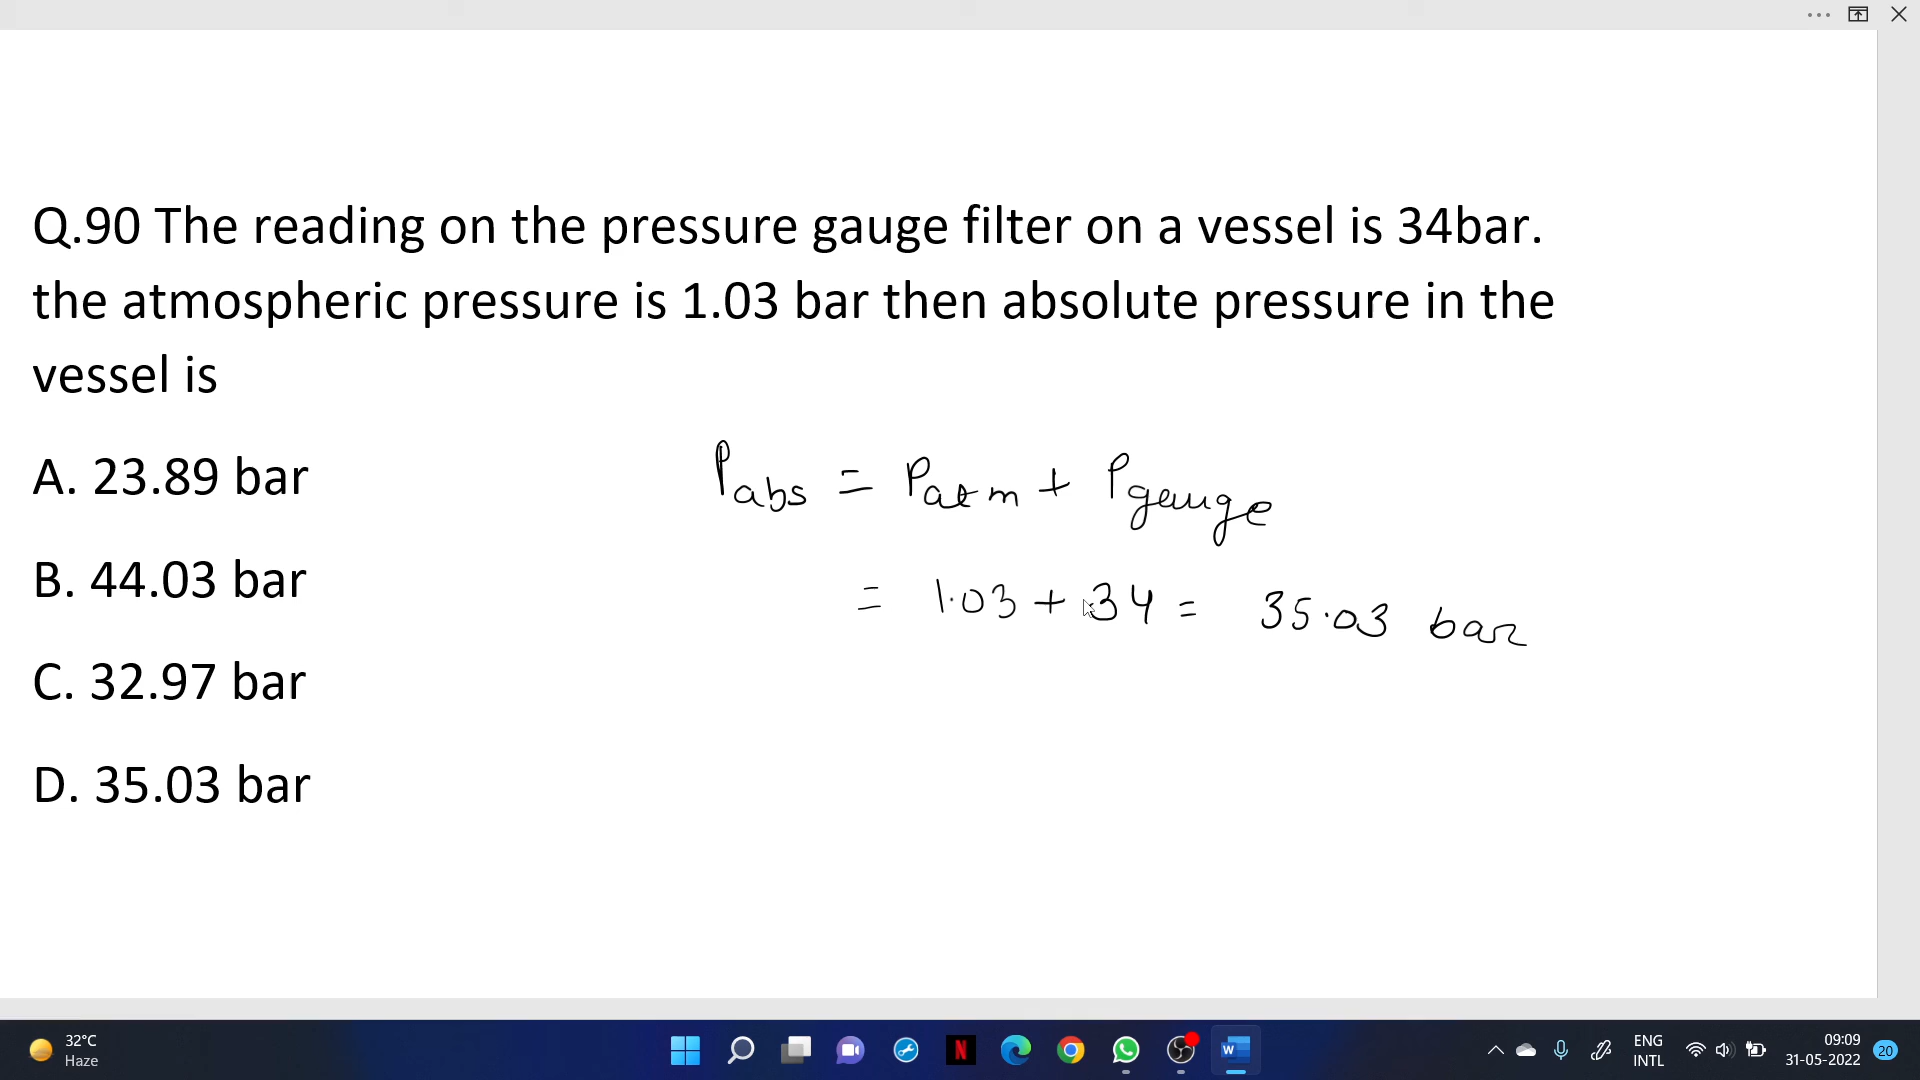 Q.90 The reading on the pressure gauge filter on a vessel is 34bar.
the atmospheric pressure is 1.03 bar then absolute pressure in the
vessel is
A. 23.89 bar
B. 44.03 bar
C. 32.97 bar
D. 35.03 bar
Pabs = Patm + Pgauge
= 1.03 + 34 = 35.03 bar
32°C
Haze
N
W
ENG
INTL
09:09
31-05-2022
20